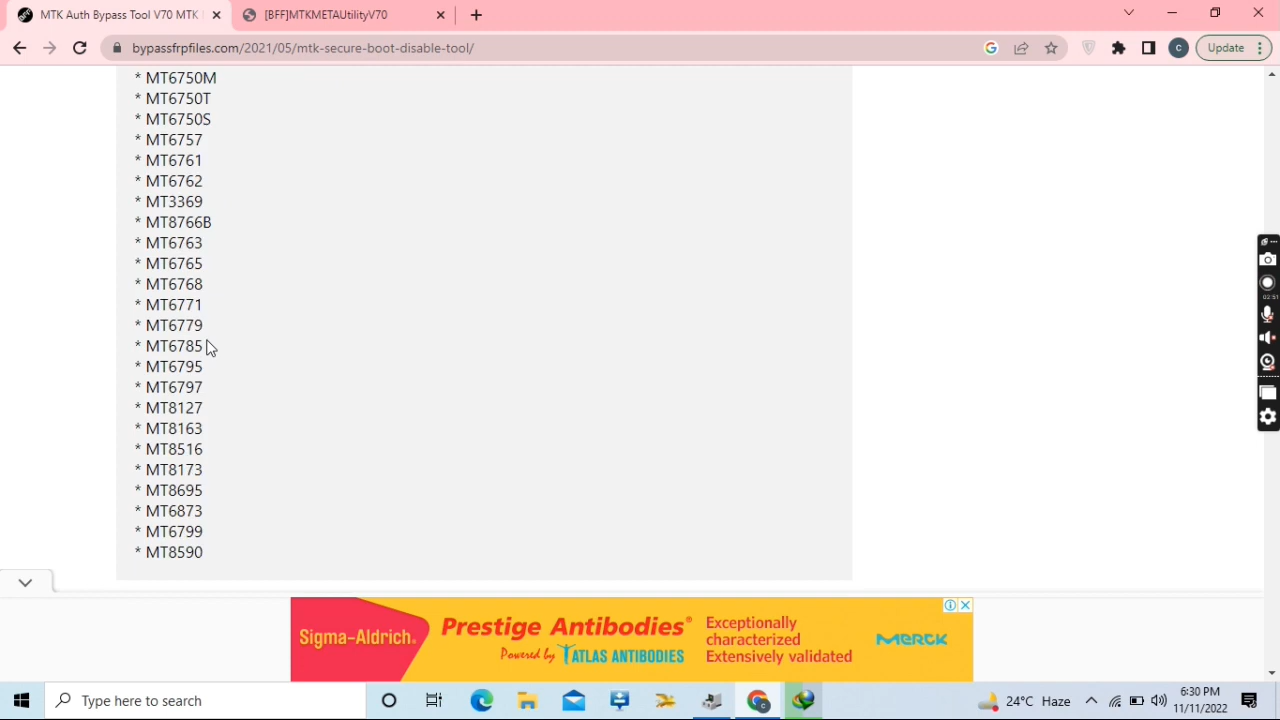 MTK Auth Bypass Tool V70 MTK
[BFF]MTKMETAUtilityV70
bypassfrpfiles.com/2021/05/mtk-secure-boot-disable-tool/
C
Update
* MT6750M
* MT6750T
* MT6750S
* MT6757
* MT6761
* MT6762
* MT3369
* MT8766B
* MT6763
* MT6765
* MT6768
* MT6771
* MT6779
* MT6785
* MT6795
* MT6797
* MT8127
* MT8163
* MT8516
* MT8173
* MT8695
* MT6873
* MT6799
* MT8590
02:51
Sigma-Aldrich.
Prestige Antibodies®
Powered by ATLAS ANTIBODIES
Exceptionally
characterized
Extensively validated
MERCK
Type here to search
24°C Haze
6:30 PM
11/11/2022